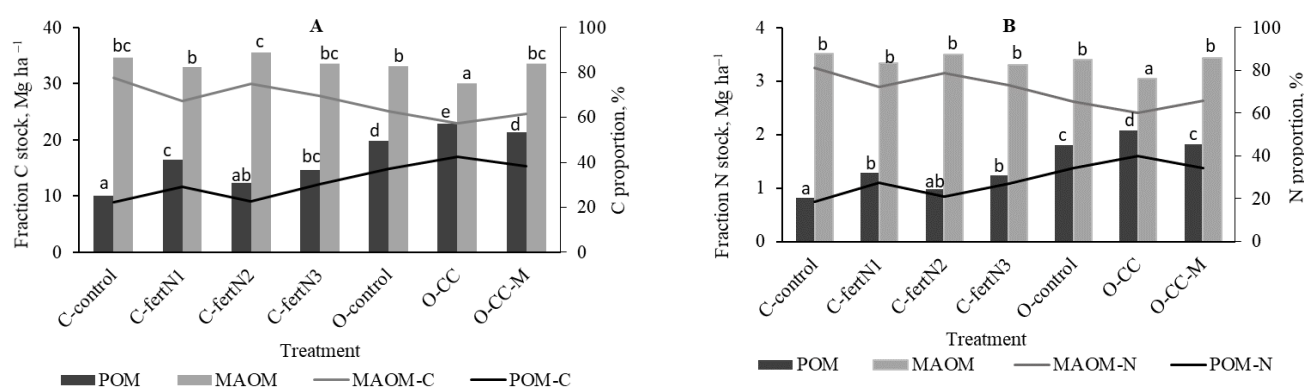 A
Fraction C stock, Mg ha⁻¹
40
30
20
10
0
a
bc
c
b
ab
c
bc
bc
d
b
e
a
d
bc
100
80
60
40
20
0
C proportion, %
C-control
C-fertN1
C-fertN2
C-fertN3
O-control
O-CC
O-CC-M
Treatment
POM
MAOM
MAOM-C
POM-C
B
Fraction N stock, Mg ha⁻¹
4
3
2
1
0
a
b
b
b
ab
b
b
b
c
b
d
a
c
b
100
80
60
40
20
0
N proportion, %
C-control
C-fertN1
C-fertN2
C-fertN3
O-control
O-CC
O-CC-M
Treatment
POM
MAOM
MAOM-N
POM-N